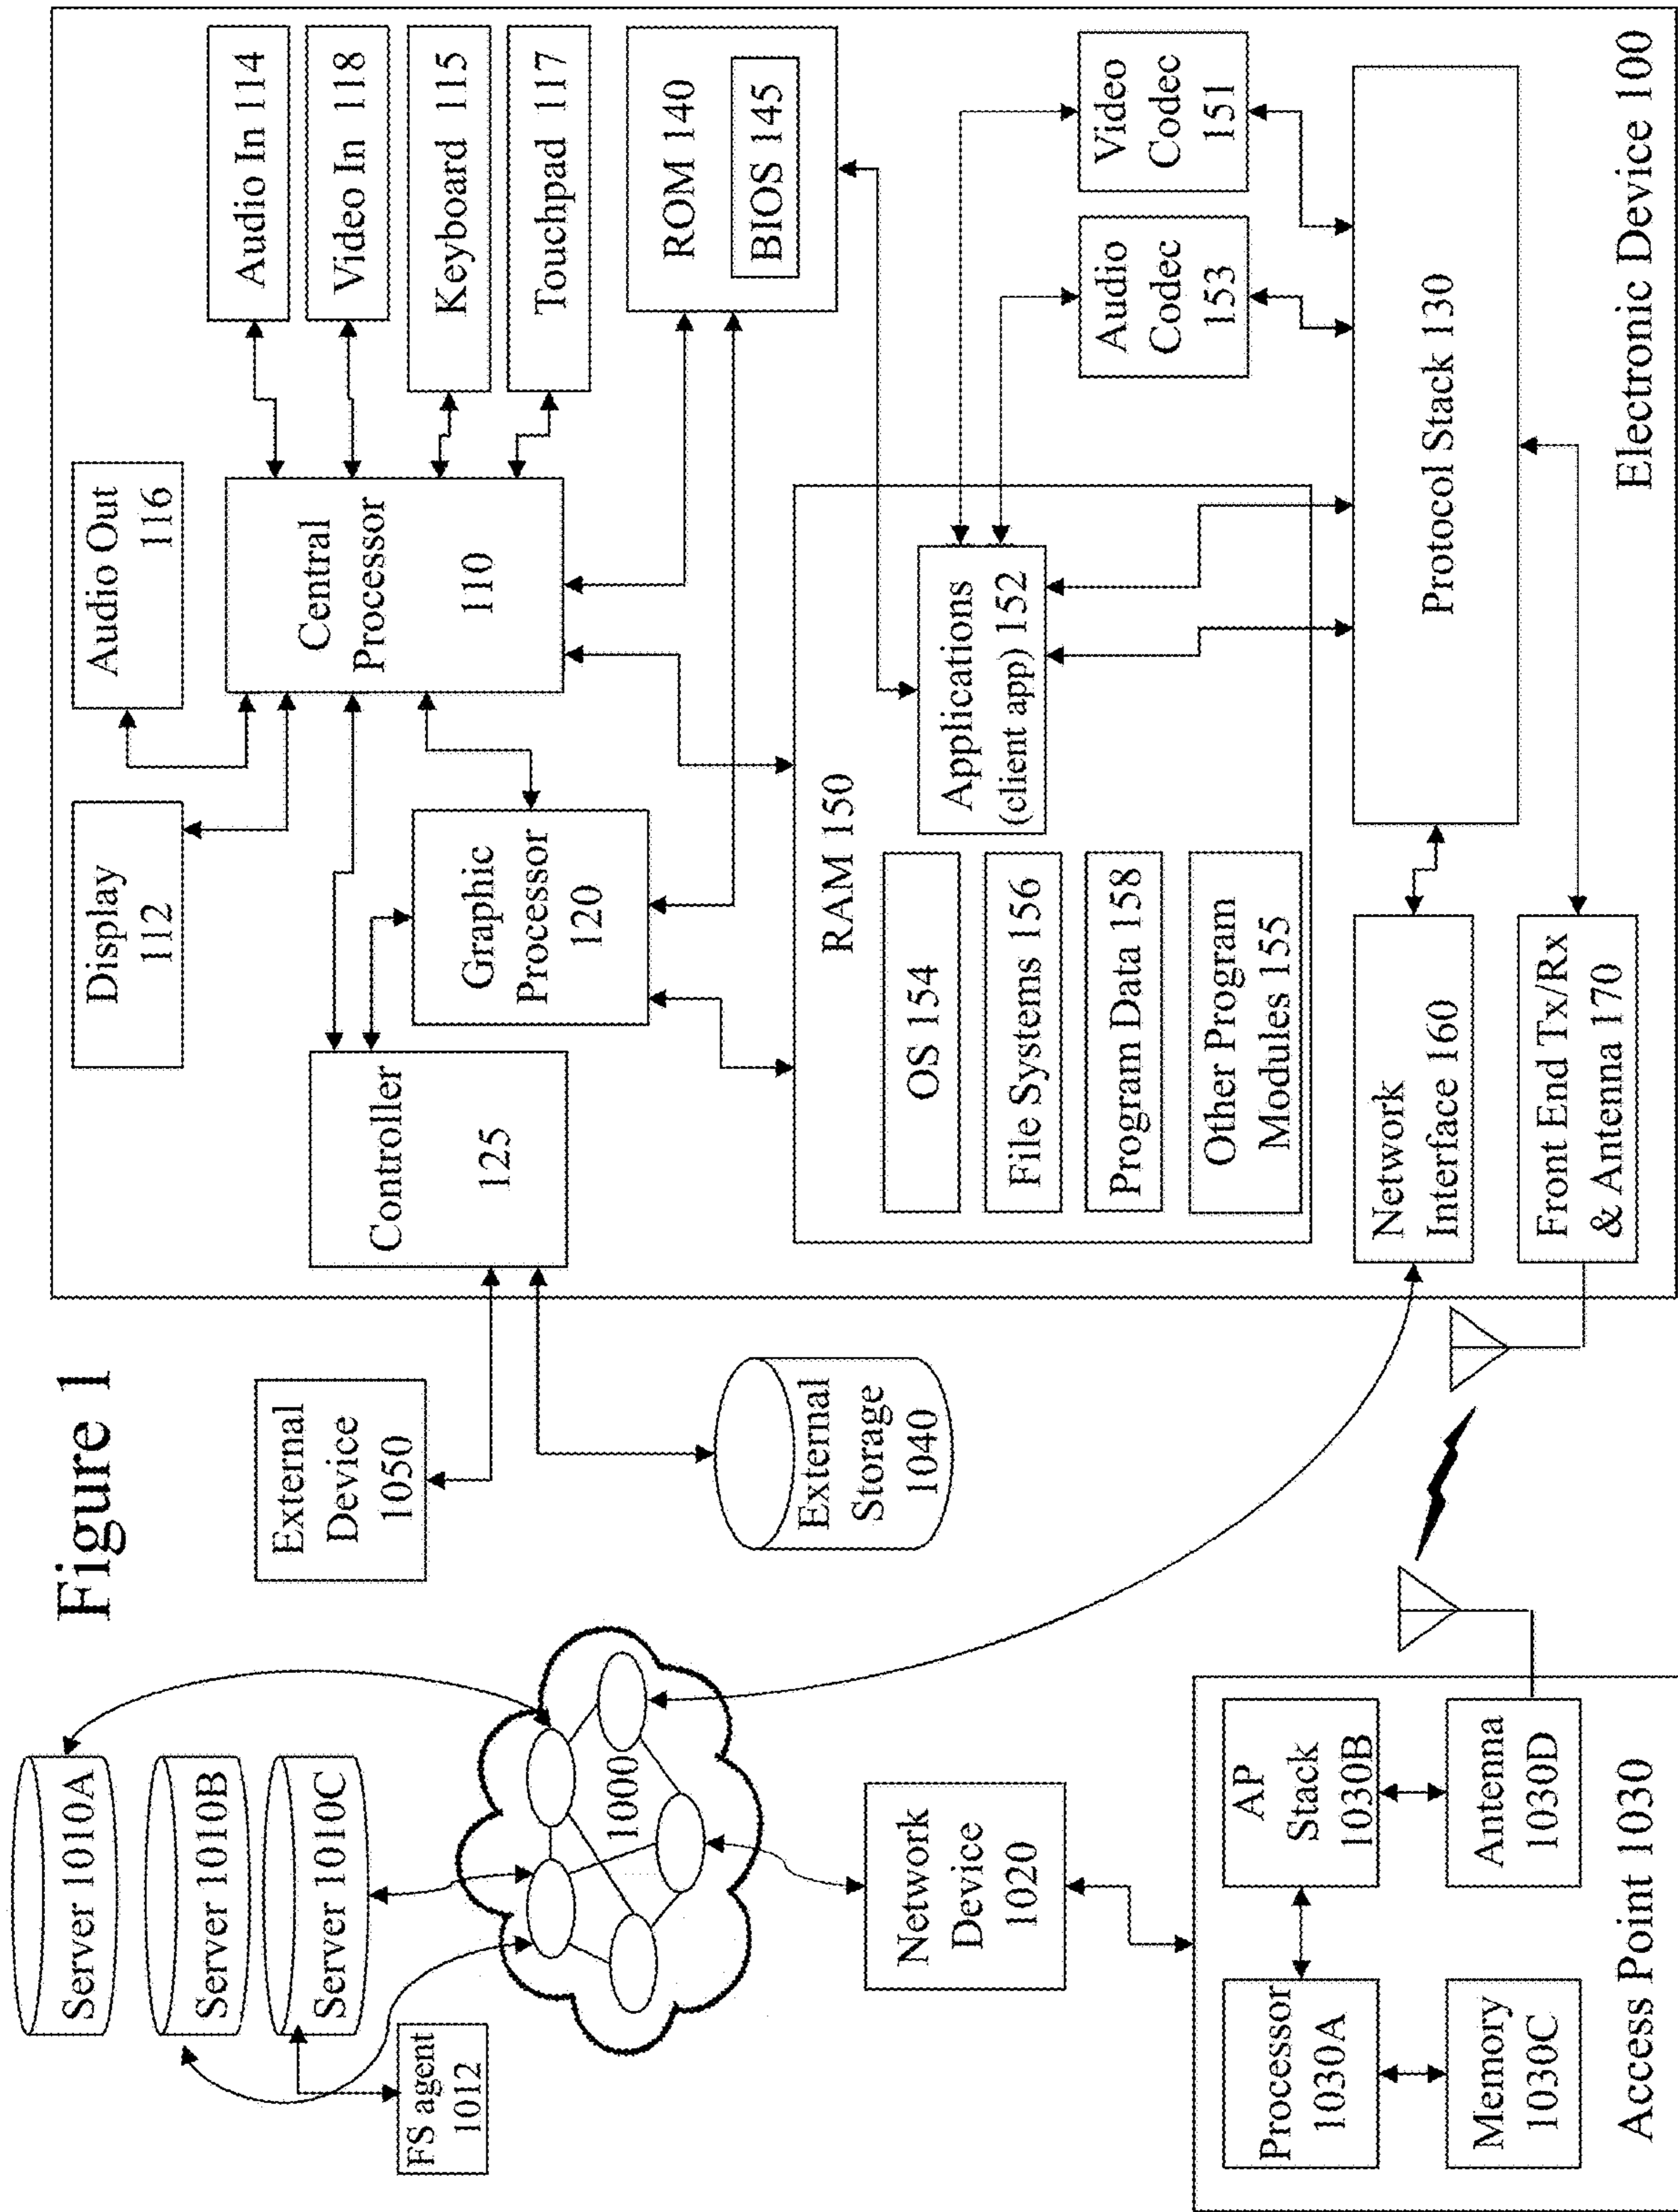 Figure 1
Server 1010A
Server 1010B
Server 1010C
FS agent
1012
1000
Network
Device
1020
Processor
1030A
AP
Stack
1030B
Memory
1030C
Antenna
1030D
Access Point 1030
External
Device
1050
External
Storage
1040
Display
112
Audio Out
116
Controller
125
Graphic
Processor
120
Central
Processor
110
Audio In 114
Video In 118
Keyboard 115
Touchpad 117
ROM 140
BIOS 145
RAM 150
OS 154
File Systems 156
Program Data 158
Other Program
Modules 155
Applications
(client app) 152
Audio
Codec
153
Video
Codec
151
Network
Interface 160
Protocol Stack 130
Front End Tx/Rx
& Antenna 170
Electronic Device 100